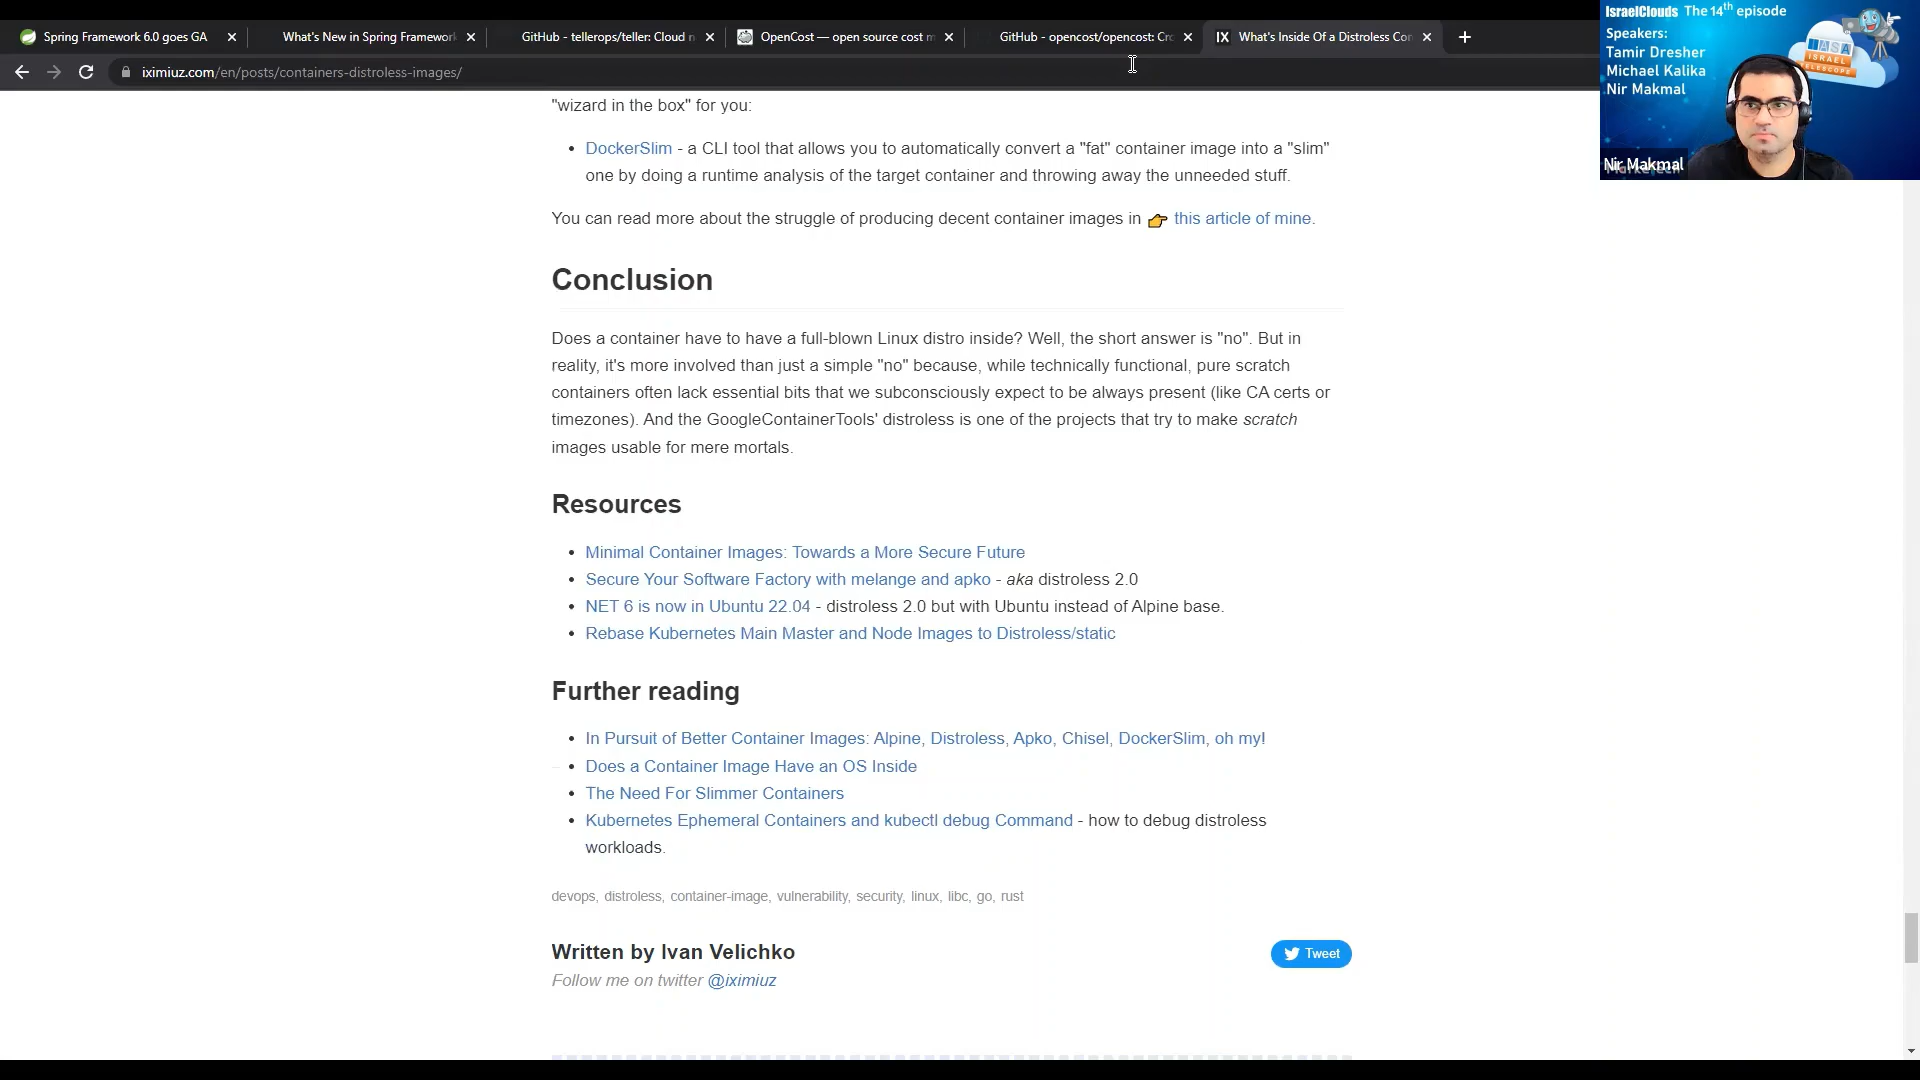 Spring Framework 6.0 goes GA
What's New in Spring Framework
GitHub - tellerops/teller: Cloud n
OpenCost — open source cost m
GitHub - opencost/opencost: Cro
What's Inside Of a Distroless Con
iximiuz.com/en/posts/containers-distroless-images/
IsraelClouds The 14th episode
Speakers:
Tamir Dresher
Michael Kalika
Nir Makmal
IASA
ISRAEL
Nir Makmal
"wizard in the box" for you:
• DockerSlim - a CLI tool that allows you to automatically convert a "fat" container image into a "slim"
one by doing a runtime analysis of the target container and throwing away the unneeded stuff.
You can read more about the struggle of producing decent container images in 👉 this article of mine.
Conclusion
Does a container have to have a full-blown Linux distro inside? Well, the short answer is "no". But in
reality, it's more involved than just a simple "no" because, while technically functional, pure scratch
containers often lack essential bits that we subconsciously expect to be always present (like CA certs or
timezones). And the GoogleContainerTools' distroless is one of the projects that try to make scratch
images usable for mere mortals.
Resources
• Minimal Container Images: Towards a More Secure Future
• Secure Your Software Factory with melange and apko - aka distroless 2.0
• NET 6 is now in Ubuntu 22.04 - distroless 2.0 but with Ubuntu instead of Alpine base.
• Rebase Kubernetes Main Master and Node Images to Distroless/static
Further reading
• In Pursuit of Better Container Images: Alpine, Distroless, Apko, Chisel, DockerSlim, oh my!
• Does a Container Image Have an OS Inside
• The Need For Slimmer Containers
• Kubernetes Ephemeral Containers and kubectl debug Command - how to debug distroless
workloads.
devops, distroless, container-image, vulnerability, security, linux, libc, go, rust
Written by Ivan Velichko
Tweet
Follow me on twitter @iximiuz